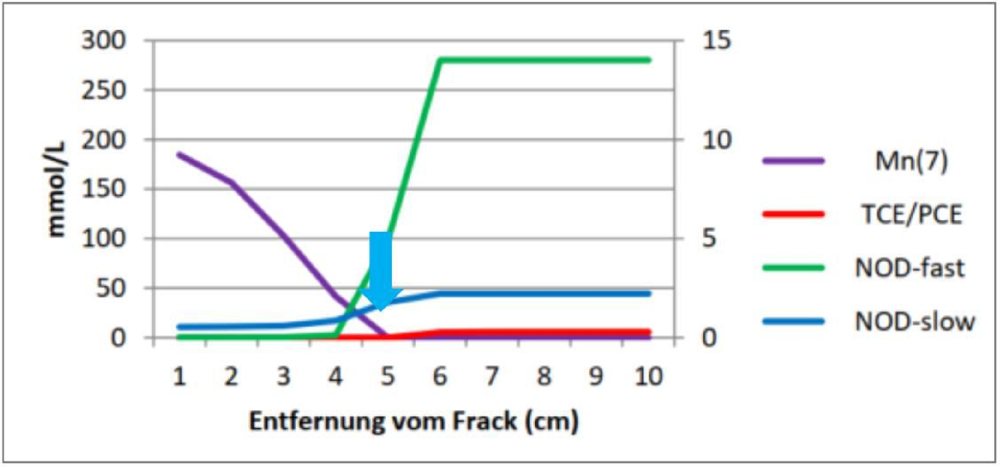 300
250
200
150
100
50
0
mmol/L
15
10
5
0
1 2 3 4 5 6 7 8 9 10
Entfernung vom Frack (cm)
Mn(7)
TCE/PCE
NOD-fast
NOD-slow